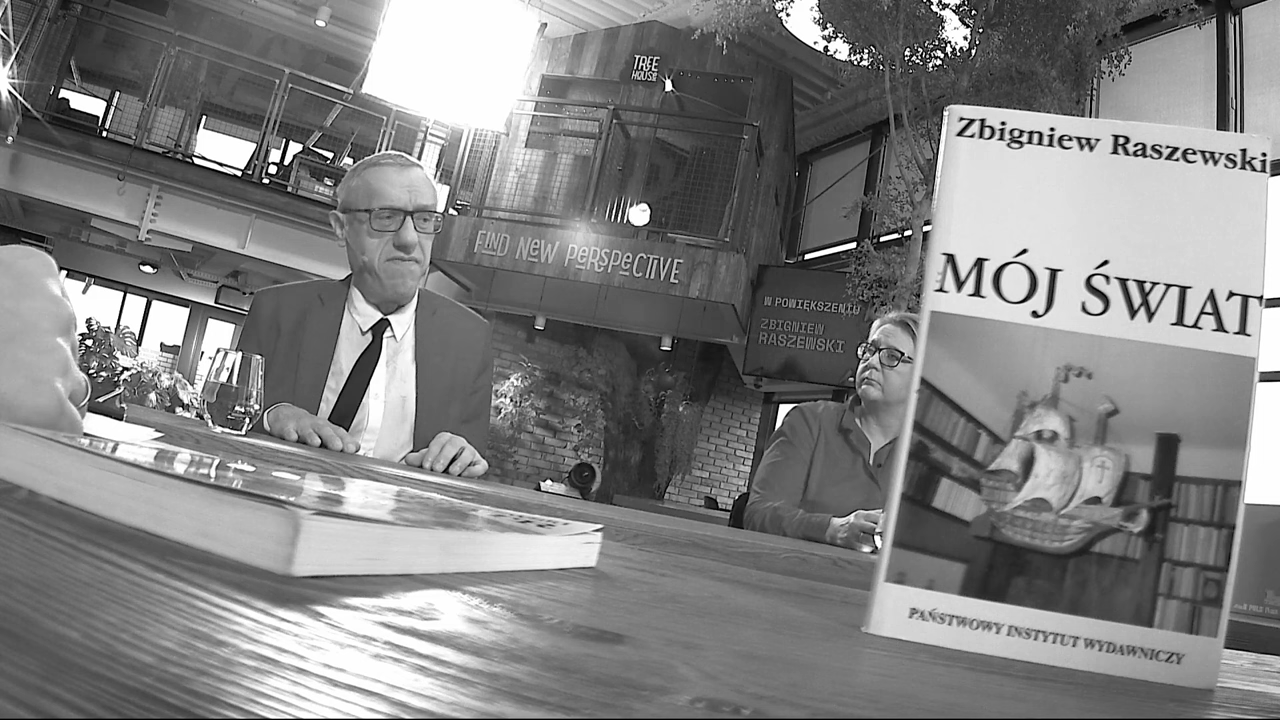 TREE
HOUSE
FIND NEW PERSPECTIVE
W POWIĘKSZENIU
ZBIGNIEW
RASZEWSKI
Zbigniew Raszewski
MÓJ ŚWIAT
PAŃSTWOWY INSTYTUT WYDAWNICZY